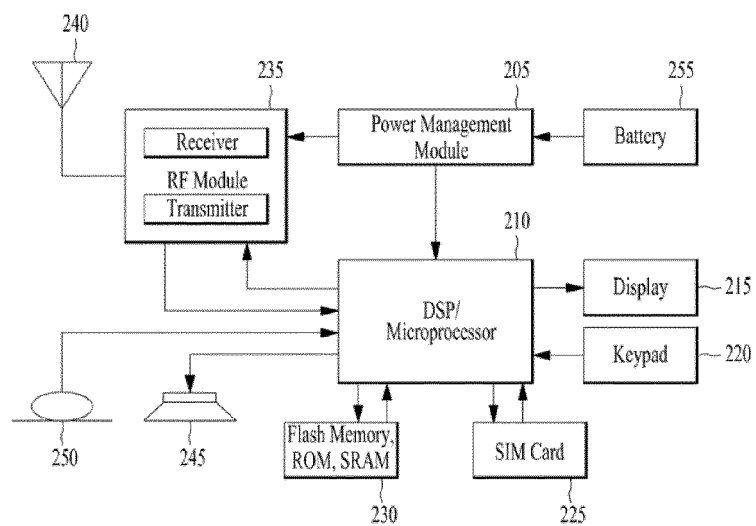 240
235
205
255
Receiver
RF Module
Transmitter
Power Management
Module
Battery
210
DSP/
Microprocessor
Display
215
Keypad
220
250
245
Flash Memory,
ROM, SRAM
230
SIM Card
225